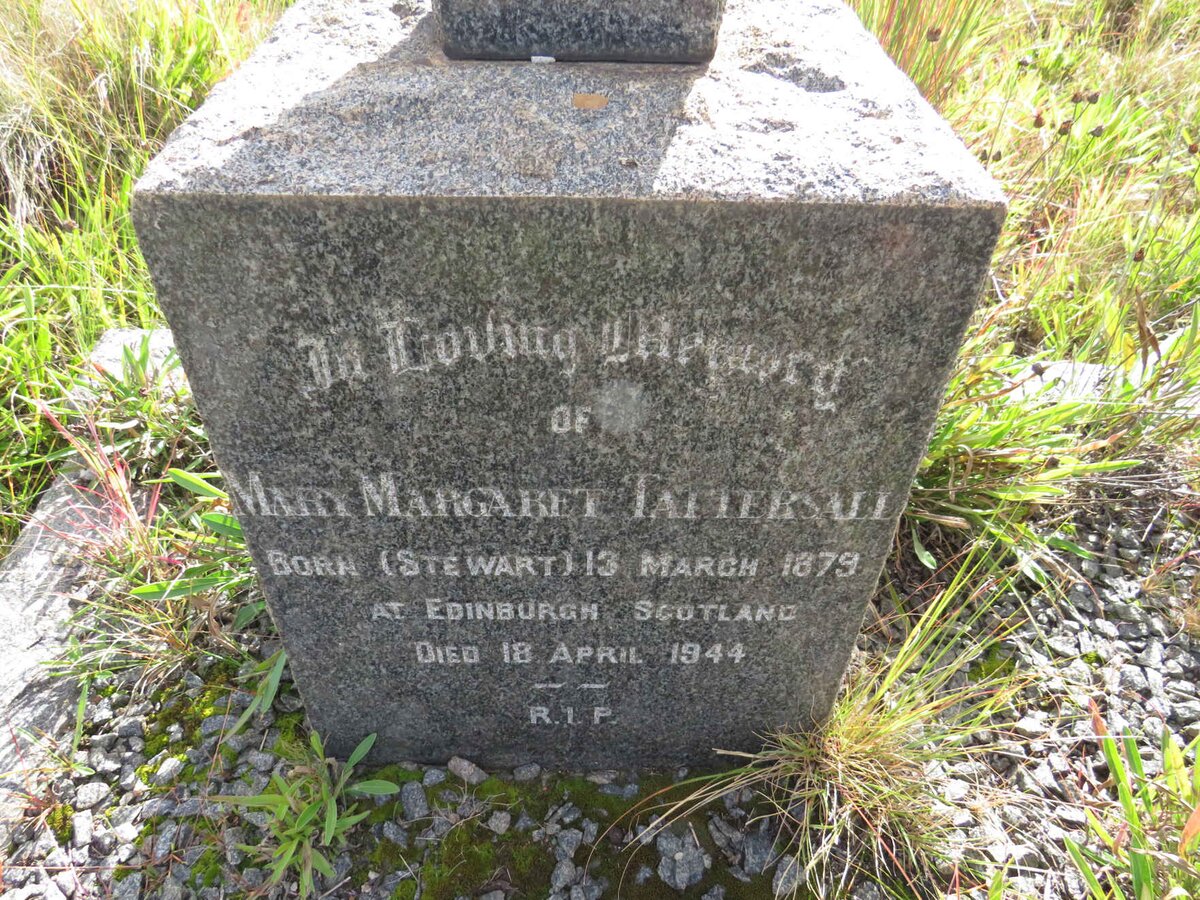 In Loving Memory
OF
MARY MARGARET TATTERSALL
BORN (STEWART) 13 MARCH 1879
AT EDINBURGH SCOTLAND
DIED 18 APRIL 1944
R.I.P.